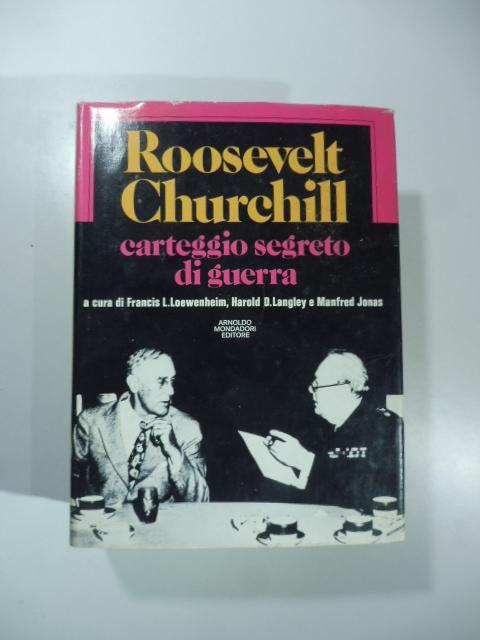 Roosevelt
Churchill
carteggio segreto
di guerra
a cura di Francis L.Loewenheim, Harold D.Langley e Manfred Jonas
ARNOLDO
MONDADORI
EDITORE